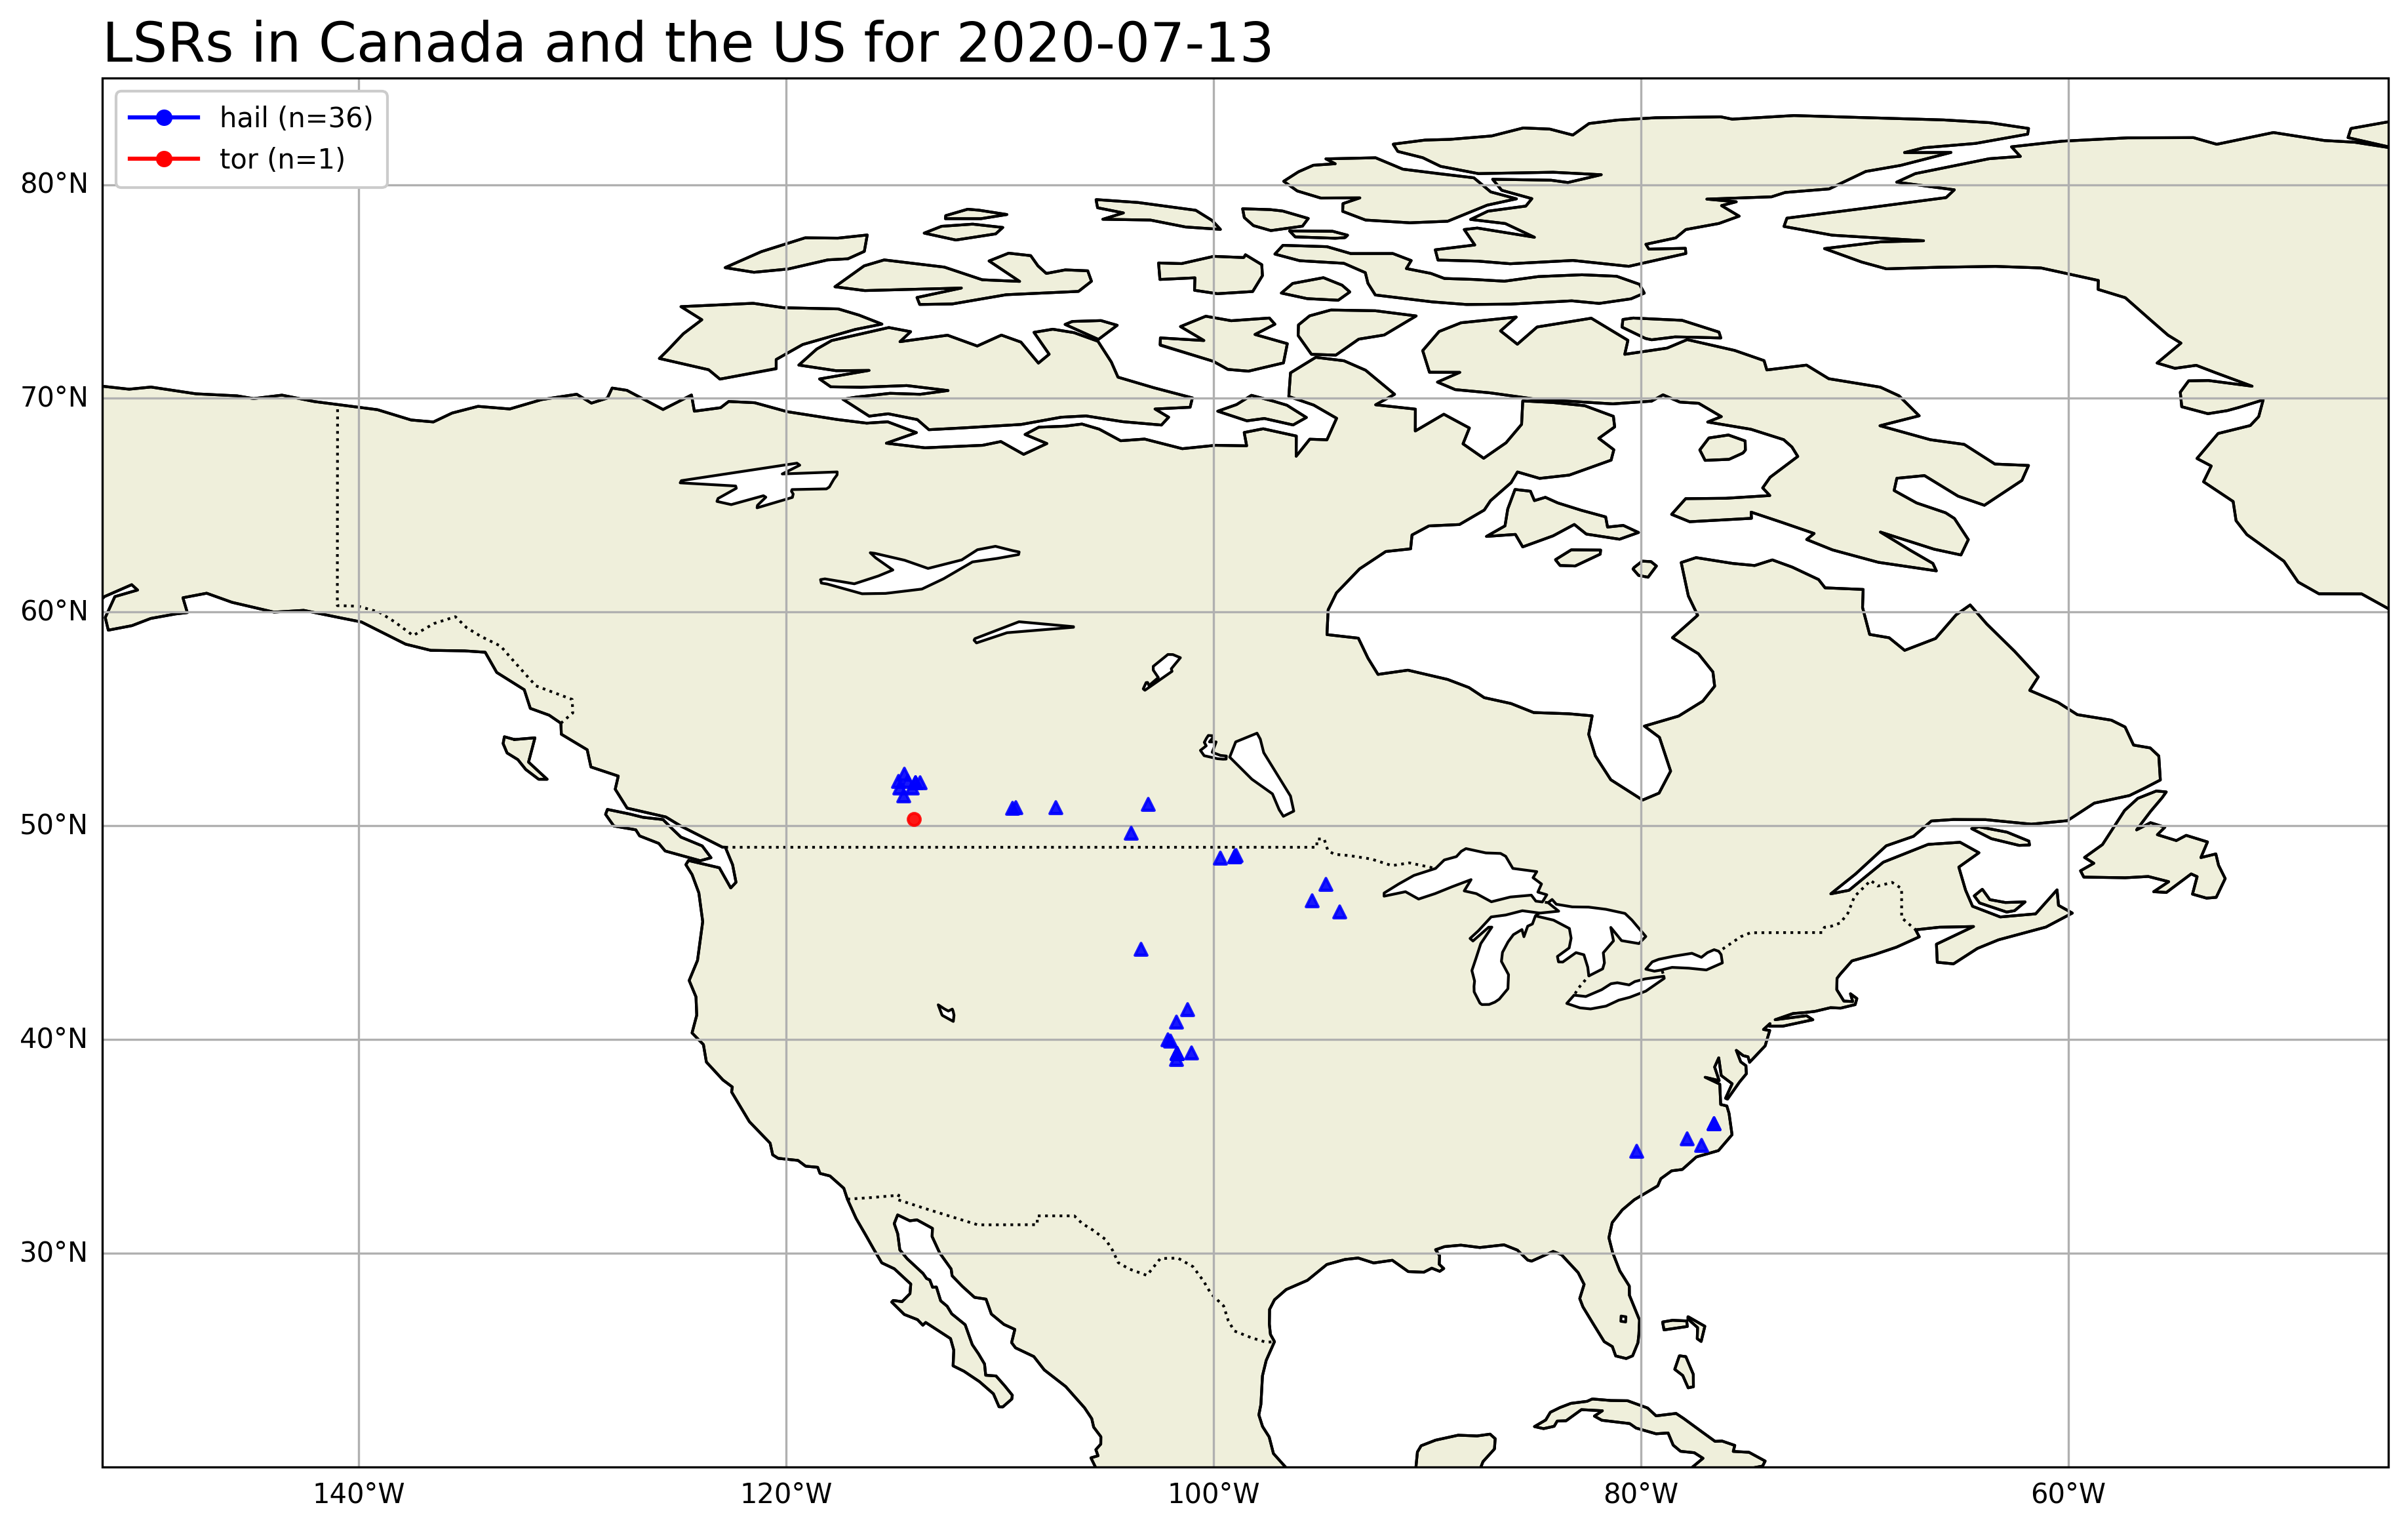 LSRs in Canada and the US for 2020-07-13
hail (n=36)
tor (n=1)
80°N
70°N
60°N
50°N
40°N
30°N
140°W 120°W 100°W 80°W 60°W